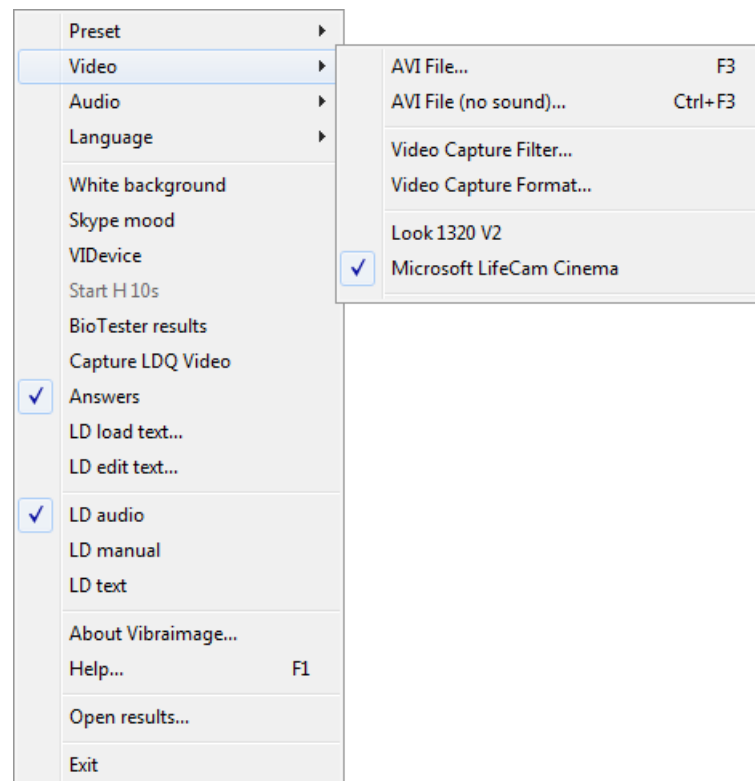 Preset
Video
Audio
Language
White background
Skype mood
VIDevice
Start H 10s
BioTester results
Capture LDQ Video
Answers
LD load text...
LD edit text...
LD audio
LD manual
LD text
About Vibraimage...
Help... F1
Open results...
Exit
AVI File... F3
AVI File (no sound)... Ctrl+F3
Video Capture Filter...
Video Capture Format...
Look 1320 V2
Microsoft LifeCam Cinema